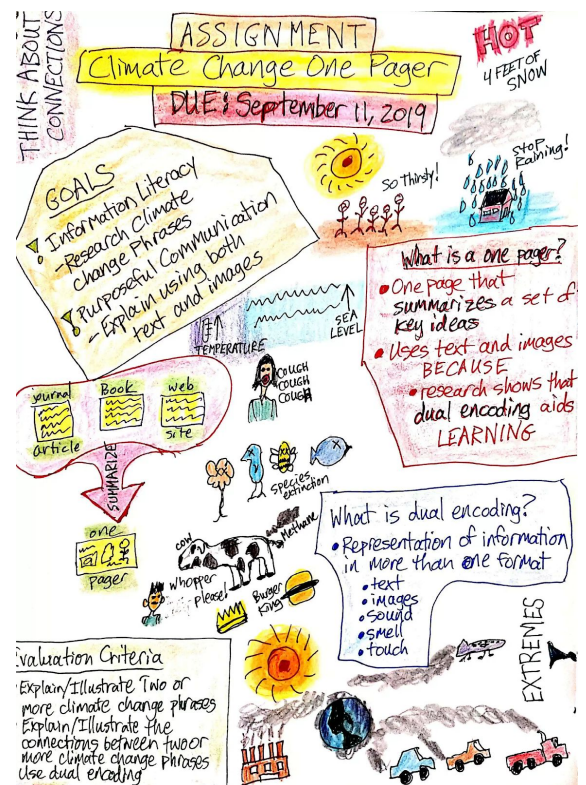 THINK ABOUT
CONNECTIONS
ASSIGNMENT
Climate Change One Pager
DUE: September 11, 2019
HOT
4 FEET OF
SNOW
GOALS
Information Literacy
- Research Climate
change Phrases
Purposeful Communication
- Explain using both
text and images
So Thirsty!
STOP
Raining!
What is a one pager?
• One page that
summarizes a set of
key ideas
• Uses text and images
BECAUSE
• research shows that
dual encoding aids
LEARNING
TEMPERATURE
SEA
LEVEL
COUGH
COUGH
COUGH
journal
article
Book
web
site
SUMMARIZE
one
pager
species
extinction
cow
Methane
Whopper
please!
Burger
King
What is dual encoding?
• Representation of information
in more than one format
• text
• images
• sound
• smell
• touch
EXTREMES
Evaluation Criteria
Explain/Illustrate Two or
more climate change phrases
Explain/Illustrate the
connections between two or
more climate change phrases
Use dual encoding